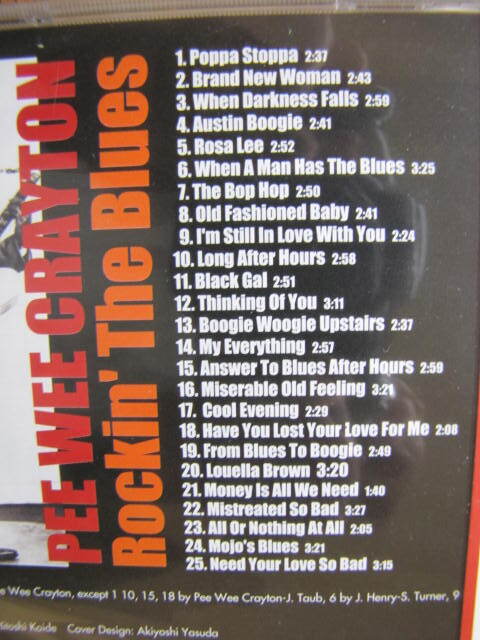 PEE WEE CRAYTON
Rockin' The Blues
1. Poppa Stoppa 2:37
2. Brand New Woman 2:43
3. When Darkness Falls 2:59
4. Austin Boogie 2:41
5. Rosa Lee 2:52
6. When A Man Has The Blues 3:25
7. The Bop Hop 2:50
8. Old Fashioned Baby 2:41
9. I'm Still In Love With You 2:24
10. Long After Hours 2:58
11. Black Gal 2:51
12. Thinking Of You 3:11
13. Boogie Woogie Upstairs 2:37
14. My Everything 2:57
15. Answer To Blues After Hours 2:59
16. Miserable Old Feeling 3:21
17. Cool Evening 2:29
18. Have You Lost Your Love For Me 2:08
19. From Blues To Boogie 2:49
20. Louella Brown 3:20
21. Money Is All We Need 1:40
22. Mistreated So Bad 3:27
23. All Or Nothing At All 2:05
24. Mojo's Blues 3:21
25. Need Your Love So Bad 3:15
e Wee Crayton, except 1 10, 15, 18 by Pee Wee Crayton-J. Taub, 6 by J. Henry-S. Turner, 9
Koide Cover Design: Akiyoshi Yasuda